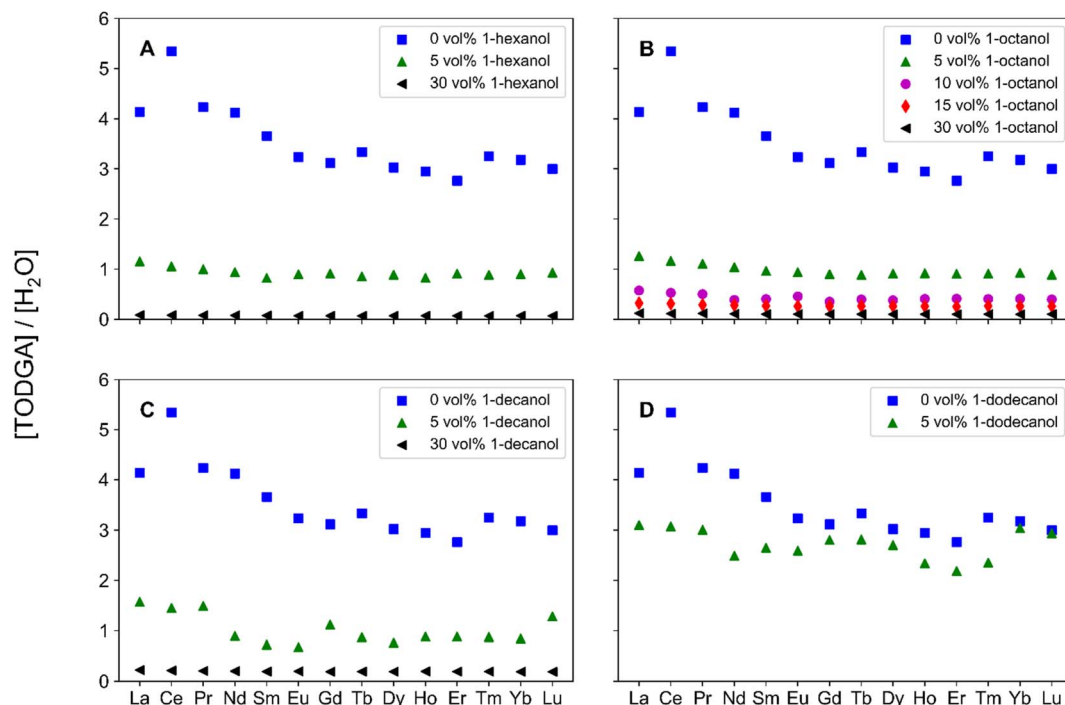 [TODGA] / [H2O]
6
5
4
3
2
1
0
A
0 vol% 1-hexanol
5 vol% 1-hexanol
30 vol% 1-hexanol
B
0 vol% 1-octanol
5 vol% 1-octanol
10 vol% 1-octanol
15 vol% 1-octanol
30 vol% 1-octanol
6
5
4
3
2
1
0
C
0 vol% 1-decanol
5 vol% 1-decanol
30 vol% 1-decanol
La Ce Pr Nd Sm Eu Gd Tb Dy Ho Er Tm Yb Lu
D
0 vol% 1-dodecanol
5 vol% 1-dodecanol
La Ce Pr Nd Sm Eu Gd Tb Dy Ho Er Tm Yb Lu